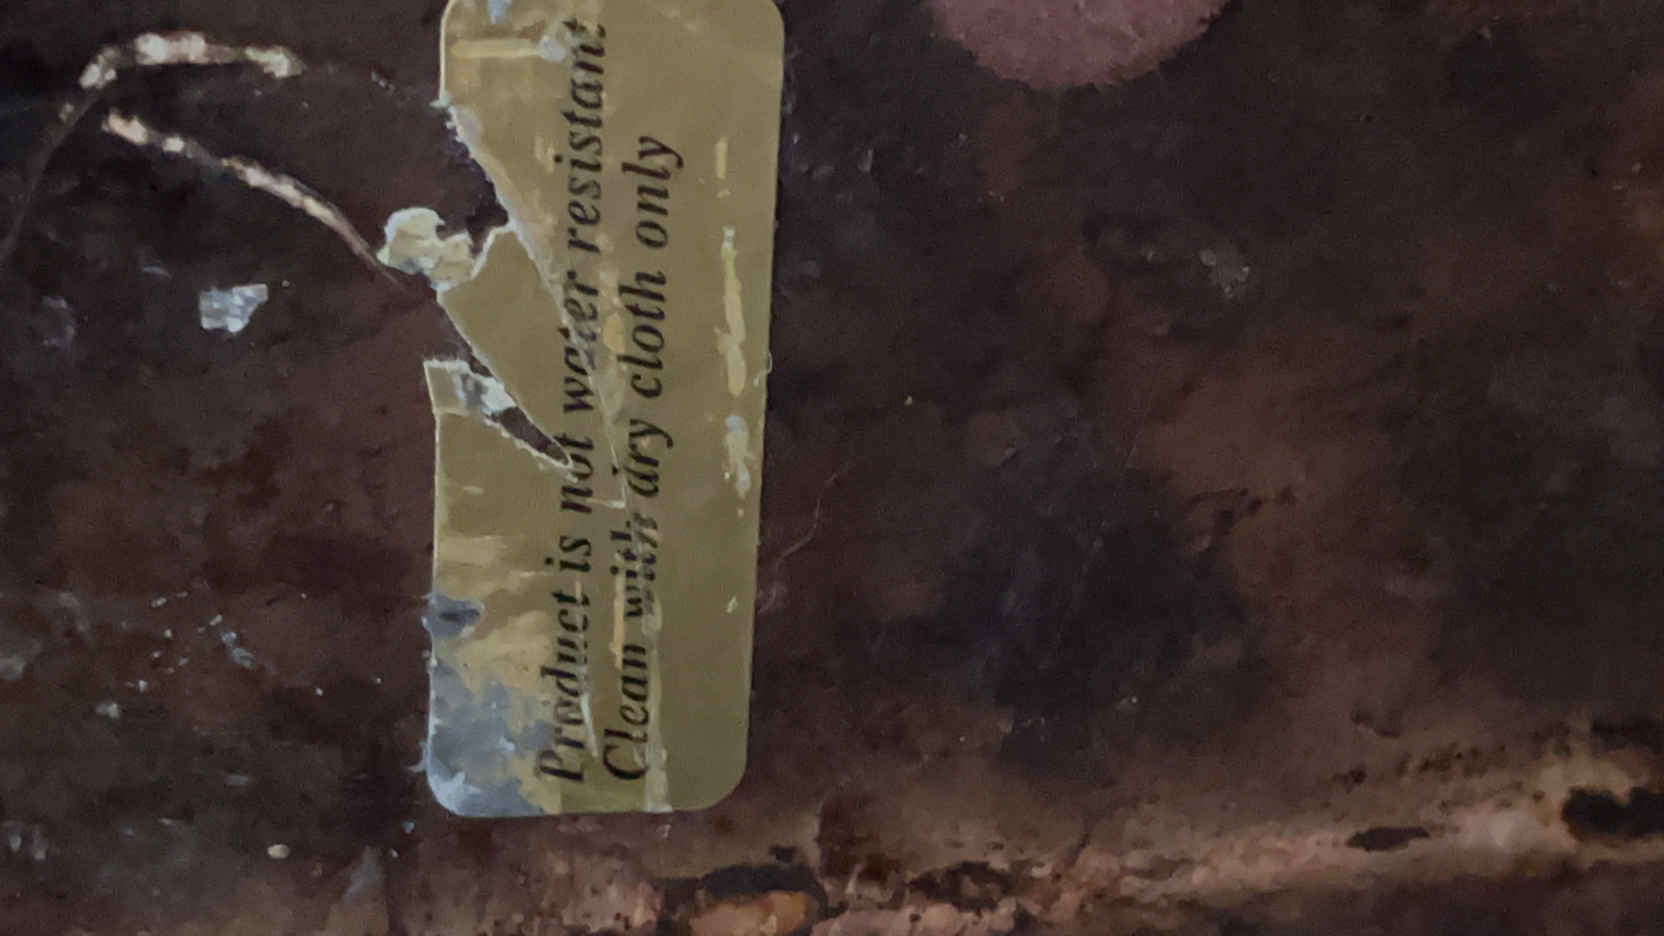 Product is not water resistant
Clean with dry cloth only